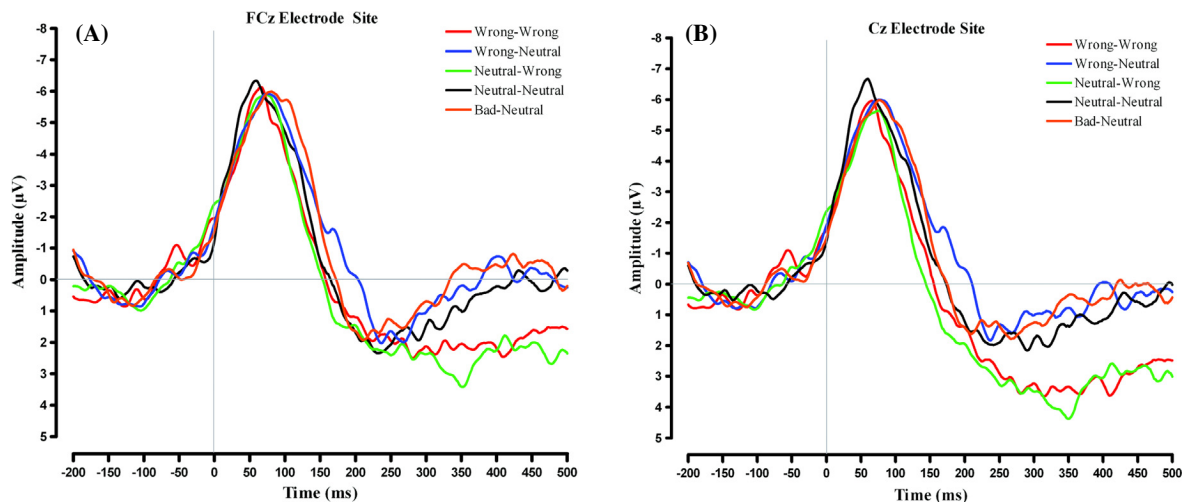 FCz Electrode Site
(A)
Wrong-Wrong
Wrong-Neutral
Neutral-Wrong
Neutral-Neutral
Bad-Neutral
Amplitude (µV)
-8
-7
-6
-5
-4
-3
-2
-1
0
1
2
3
4
5
-200 -150 -100 -50 0 50 100 150 200 250 300 350 400 450 500
Time (ms)
Cz Electrode Site
(B)
Wrong-Wrong
Wrong-Neutral
Neutral-Wrong
Neutral-Neutral
Bad-Neutral
Amplitude (µV)
-8
-7
-6
-5
-4
-3
-2
-1
0
1
2
3
4
5
-200 -150 -100 -50 0 50 100 150 200 250 300 350 400 450 500
Time (ms)